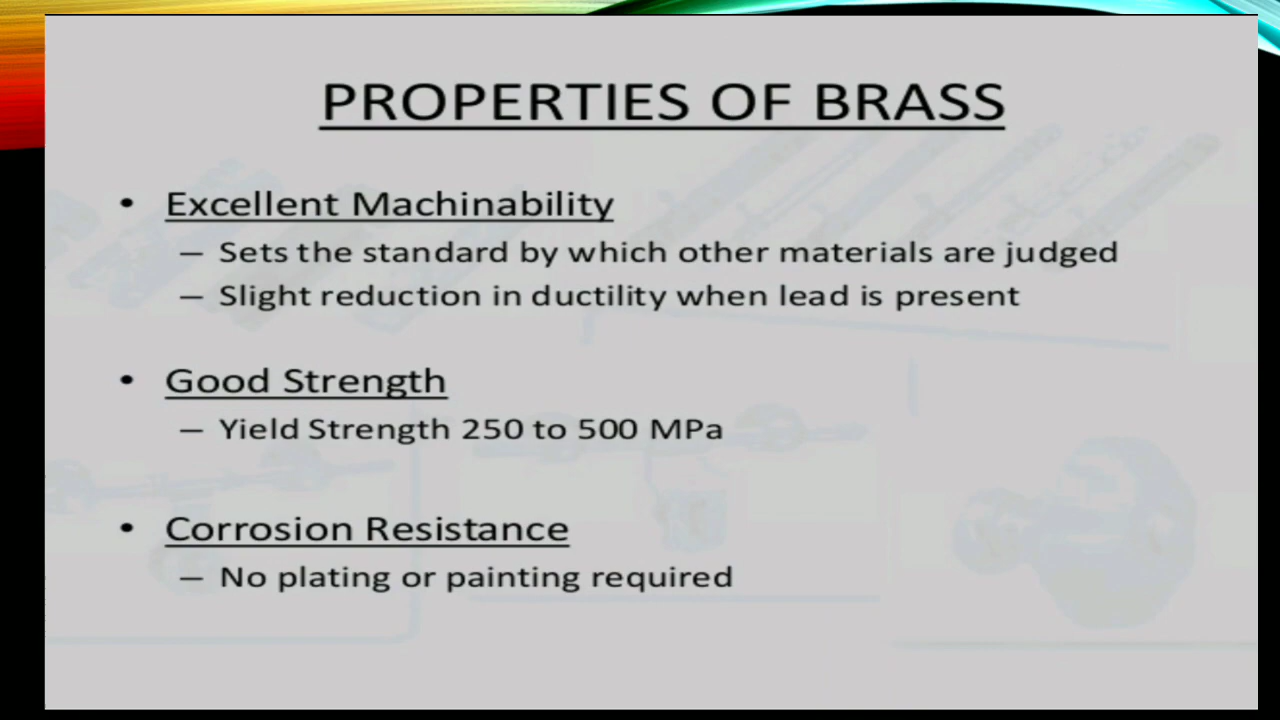 PROPERTIES OF BRASS
• Excellent Machinability
– Sets the standard by which other materials are judged
– Slight reduction in ductility when lead is present
• Good Strength
– Yield Strength 250 to 500 MPa
• Corrosion Resistance
– No plating or painting required